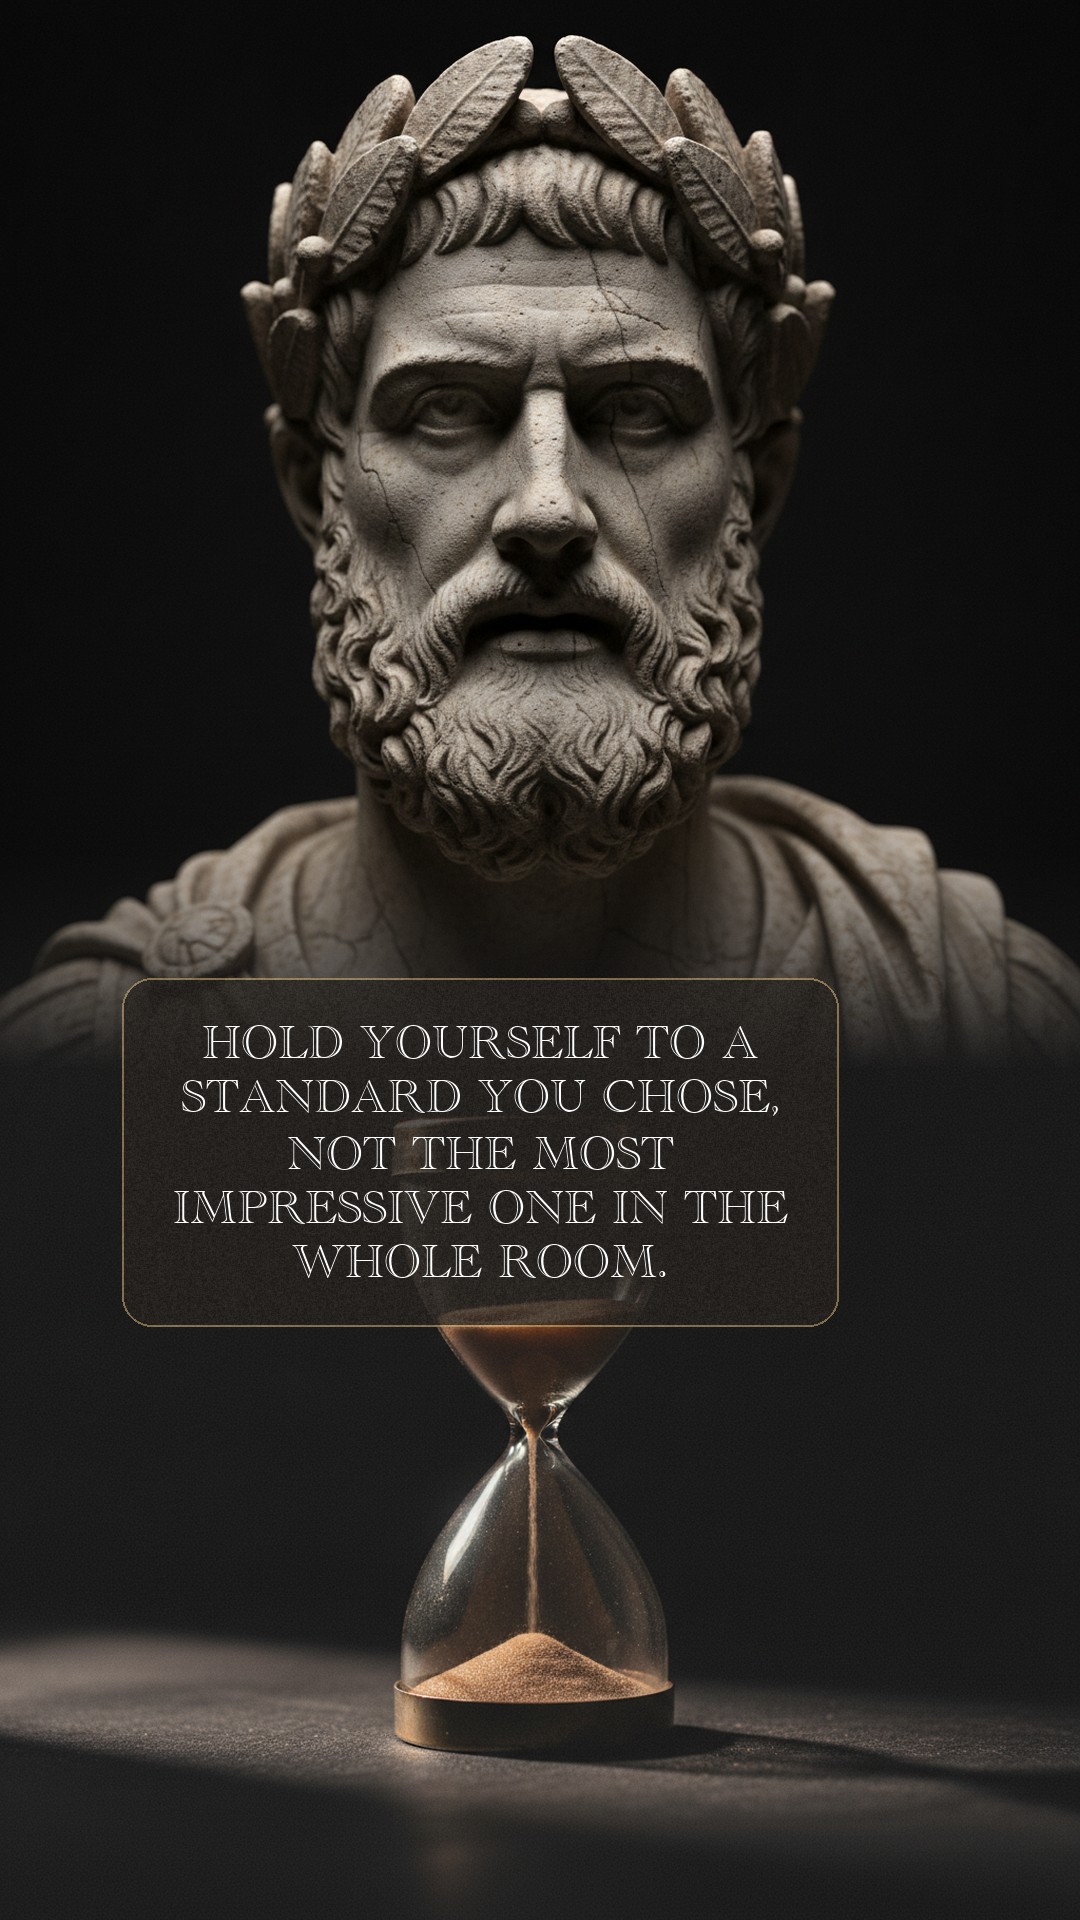 HOLD YOURSELF TO A
STANDARD YOU CHOSE,
NOT THE MOST
IMPRESSIVE ONE IN THE
WHOLE ROOM.